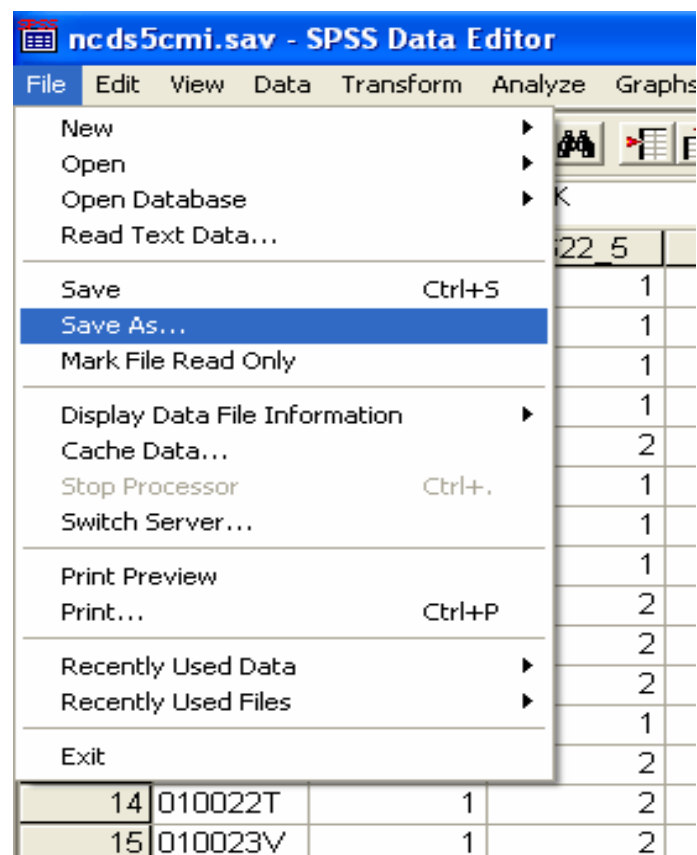 SPSS
ncds5cmi.sav - SPSS Data Editor
File Edit View Data Transform Analyze Graphs
New
Open
Open Database
K
Read Text Data...
22_5
Save Ctrl+S
1
Save As...
1
Mark File Read Only
1
1
Display Data File Information
Cache Data...
2
Stop Processor Ctrl+.
1
Switch Server...
1
1
Print Preview
Print... Ctrl+P
2
2
Recently Used Data
2
Recently Used Files
1
Exit
2
14 010022T 1 2
15 010023V 1 2